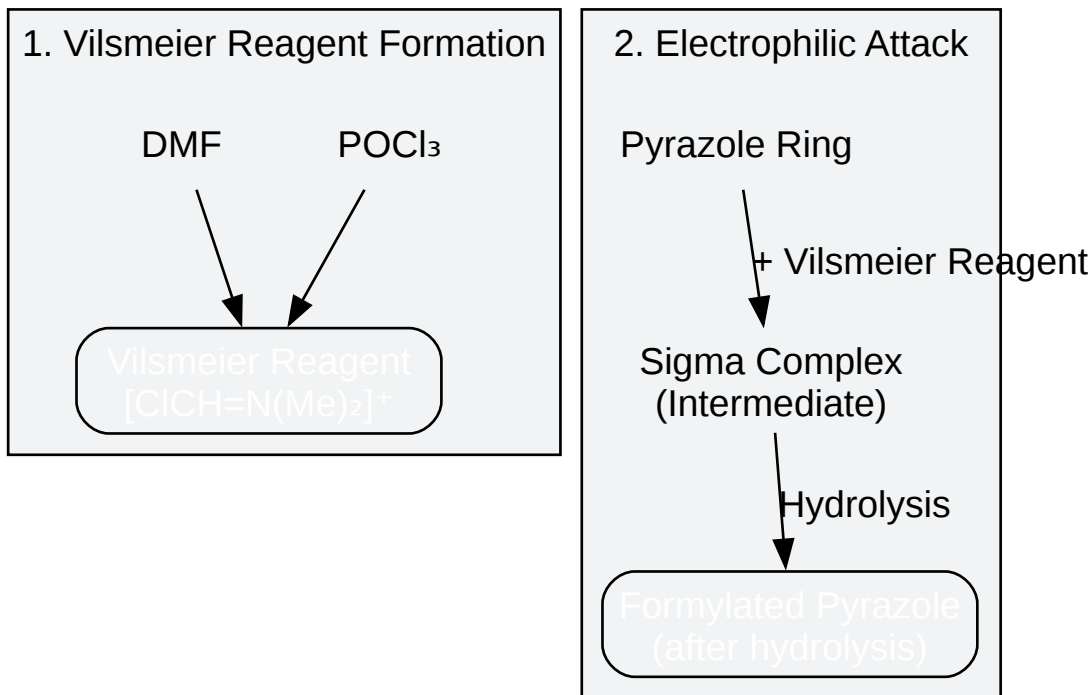 1. Vilsmeier Reagent Formation
DMF
POCl₃
Vilsmeier Reagent
[ClCH=N(Me)₂]⁺
2. Electrophilic Attack
Pyrazole Ring
+ Vilsmeier Reagent
Sigma Complex
(Intermediate)
Hydrolysis
Formylated Pyrazole
(after hydrolysis)